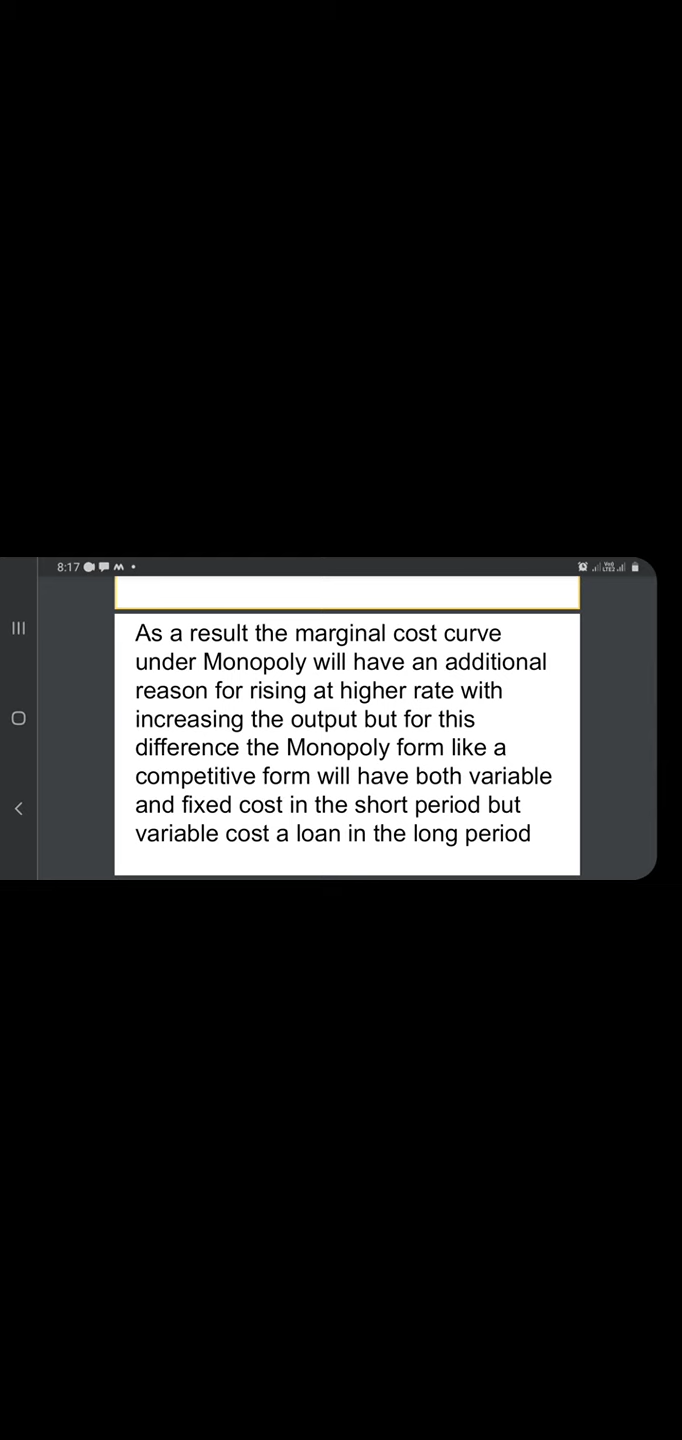 8:17
As a result the marginal cost curve
under Monopoly will have an additional
reason for rising at higher rate with
increasing the output but for this
difference the Monopoly form like a
competitive form will have both variable
and fixed cost in the short period but
variable cost a loan in the long period